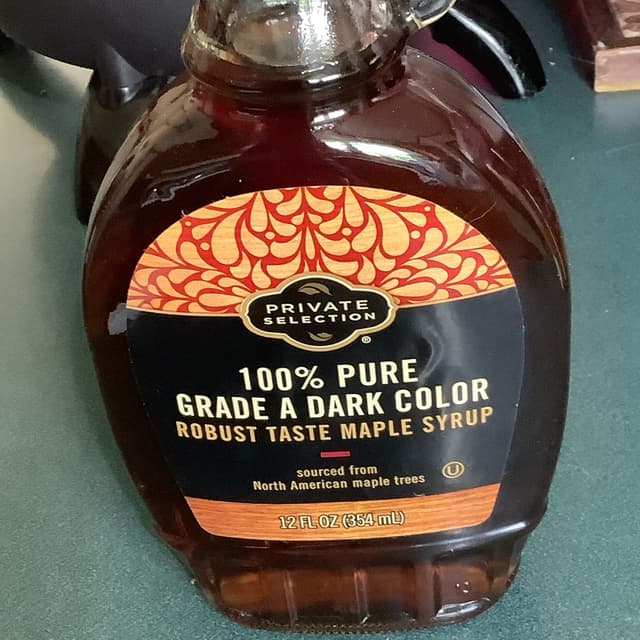 PRIVATE
SELECTION
®
100% PURE
GRADE A DARK COLOR
ROBUST TASTE MAPLE SYRUP
sourced from
North American maple trees
U
12 FL OZ (354 mL)